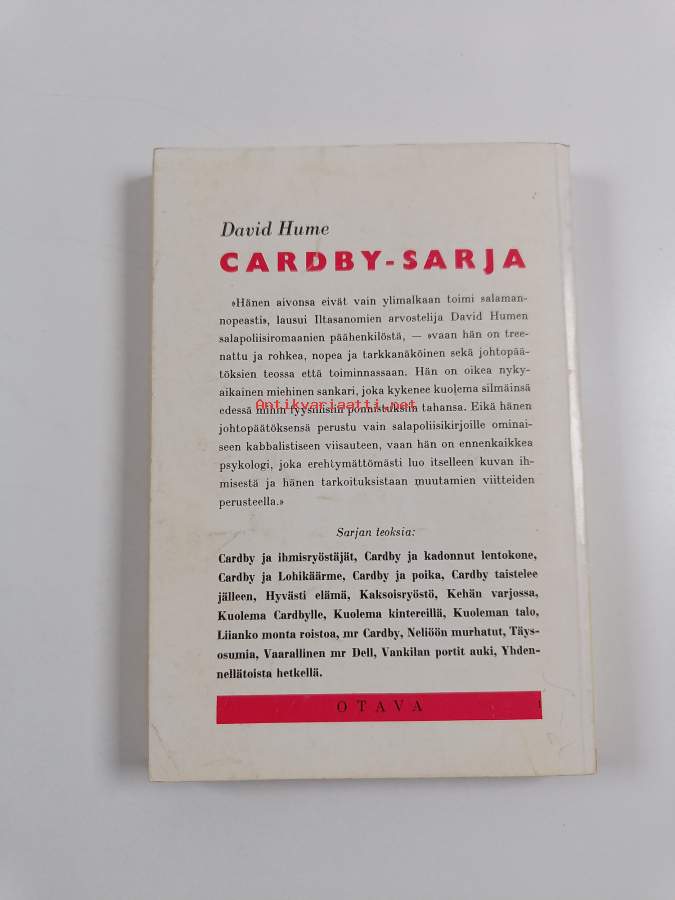 David Hume
CARDBY-SARJA
»Hänen aivonsa eivät vain ylimalkaan toimi salaman-
nopeasti», lausui Iltasanomien arvostelija David Humen
salapoliisiromaanien päähenkilöstä, — »vaan hän on tree-
nattu ja rohkea, nopea ja tarkkanäköinen sekä johtopää-
töksien teossa että toiminnassaan. Hän on oikea nyky-
aikainen miehinen sankari, joka kykenee kuolema silmäinsä
Antikvariaatti.net
edessä mihin fyysillisiin ponnistuksiin tahansa. Eikä hänen
johtopäätöksensä perustu vain salapoliisikirjoille ominai-
seen kabbalistiseen viisauteen, vaan hän on ennenkaikkea
psykologi, joka erehtymättömästi luo itselleen kuvan ih-
misestä ja hänen tarkoituksistaan muutamien viitteiden
perusteella.»
Sarjan teoksia:
Cardby ja ihmisryöstäjät, Cardby ja kadonnut lentokone,
Cardby ja Lohikäärme, Cardby ja poika, Cardby taistelee
jälleen, Hyvästi elämä, Kaksoisryöstö, Kehän varjossa,
Kuolema Cardbylle, Kuolema kintereillä, Kuoleman talo,
Liianko monta roistoa, mr Cardby, Neliöön murhatut, Täys-
osumia, Vaarallinen mr Dell, Vankilan portit auki, Yhden-
nellätoista hetkellä.
OTAVA